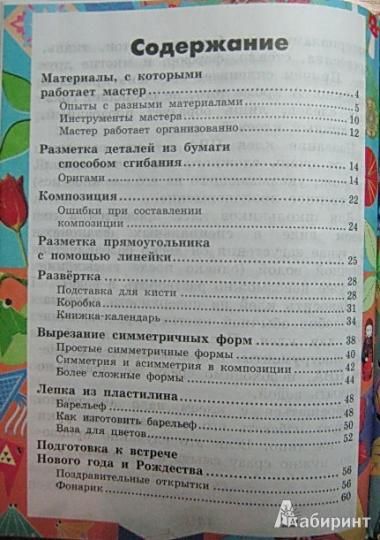 Содержание
Материалы, с которыми
работает мастер 4
Опыты с разными материалами 5
Инструменты мастера 10
Мастер работает организованно 12
Разметка деталей из бумаги
способом сгибания 14
Оригами 14
Композиция 22
Ошибки при составлении
композиции 24
Разметка прямоугольника
с помощью линейки 25
Развёртка 28
Подставка для кисти 28
Коробка 31
Книжка-календарь 34
Вырезание симметричных форм 38
Простые симметричные формы 40
Симметрия и асимметрия в композиции 42
Более сложные формы 44
Лепка из пластилина 48
Барельеф 48
Как изготовить барельеф 50
Ваза для цветов 52
Подготовка к встрече
Нового года и Рождества 56
Поздравительные открытки 56
Фонарик 60
Лабиринт